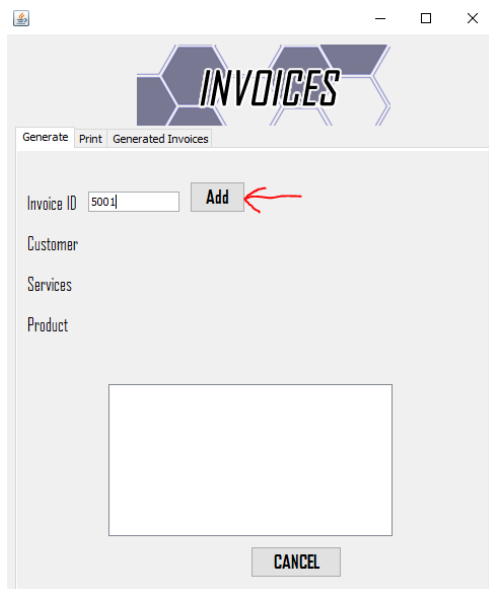 INVOICES
Generate Print Generated Invoices
Invoice ID 5001 Add
Customer
Services
Product
CANCEL